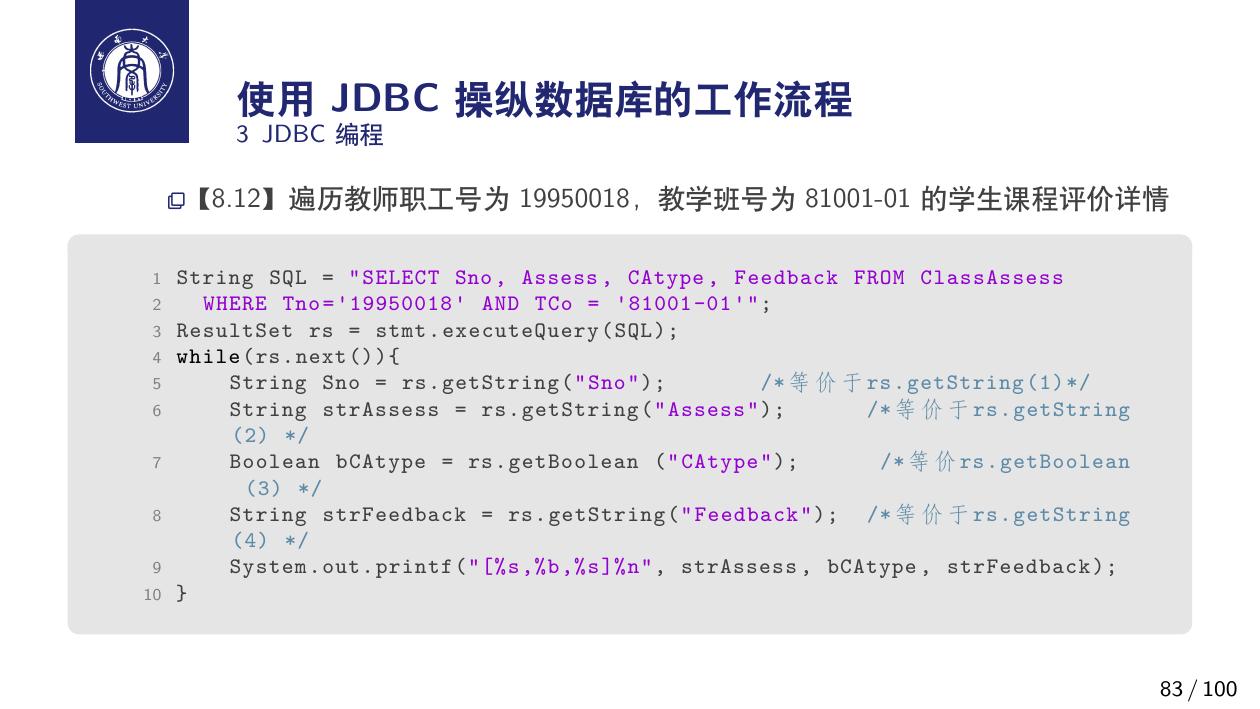 西南大学
SOUTHWEST UNIVERSITY
使用 JDBC 操纵数据库的工作流程
3 JDBC 编程
【8.12】遍历教师职工号为 19950018，教学班号为 81001-01 的学生课程评价详情
1 String SQL = "SELECT Sno, Assess, CAtype, Feedback FROM ClassAssess
2 WHERE Tno='19950018' AND TCo = '81001-01'";
3 ResultSet rs = stmt.executeQuery(SQL);
4 while(rs.next()){
5 String Sno = rs.getString("Sno"); /*等价于rs.getString(1)*/
6 String strAssess = rs.getString("Assess"); /*等价于rs.getString
(2) */
7 Boolean bCAtype = rs.getBoolean ("CAtype"); /*等价rs.getBoolean
(3) */
8 String strFeedback = rs.getString("Feedback"); /*等价于rs.getString
(4) */
9 System.out.printf("[%s,%b,%s]%n", strAssess, bCAtype, strFeedback);
10 }
83 / 100